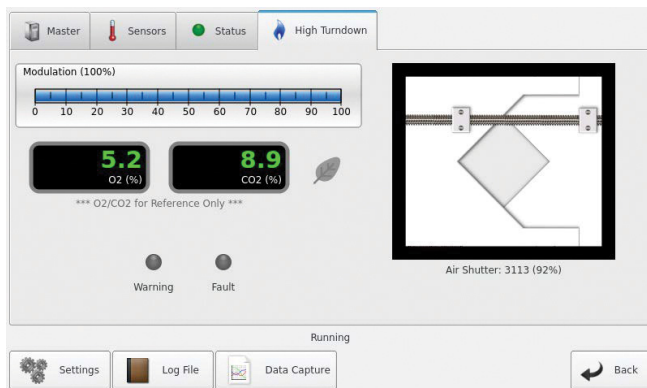 Master Sensors Status High Turndown
Modulation (100%)
0 10 20 30 40 50 60 70 80 90 100
5.2 8.9
O2 (%) CO2 (%)
*** O2/CO2 for Reference Only ***
Air Shutter: 3113 (92%)
Warning Fault
Running
Settings Log File Data Capture Back